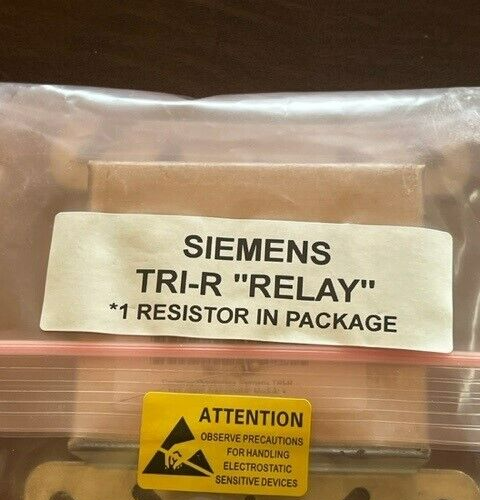 SIEMENS
TRI-R "RELAY"
*1 RESISTOR IN PACKAGE
ATTENTION
OBSERVE PRECAUTIONS
FOR HANDLING
ELECTROSTATIC
SENSITIVE DEVICES